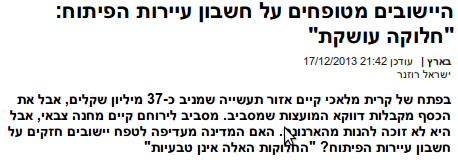 היישובים מטופחים על חשבון עיירות הפיתוח:
"חלוקה עושקת"
בארץ | עודכן 21:42 17/12/2013
ישראל רוזנר
בפתח של קרית מלאכי קיים אזור תעשייה שמניב כ-37 מיליון שקלים, אבל את
הכסף מקבלות דווקא המועצות שמסביב. מסביב לירוחם קיים מחנה צבאי, אבל
היא לא זוכה להנות מהארנונה. האם המדינה מעדיפה לטפח יישובים חזקים על
חשבון עיירות הפיתוח? "החלוקות האלה אינן טבעיות"